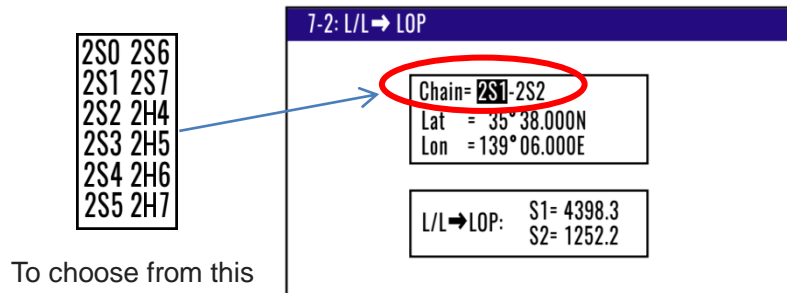 2S0 2S6
2S1 2S7
2S2 2H4
2S3 2H5
2S4 2H6
2S5 2H7
To choose from this
7-2: L/L➡ LOP
Chain= 2S1-2S2
Lat = 35° 38.000N
Lon =139° 06.000E
L/L➡LOP: S1= 4398.3
S2= 1252.2